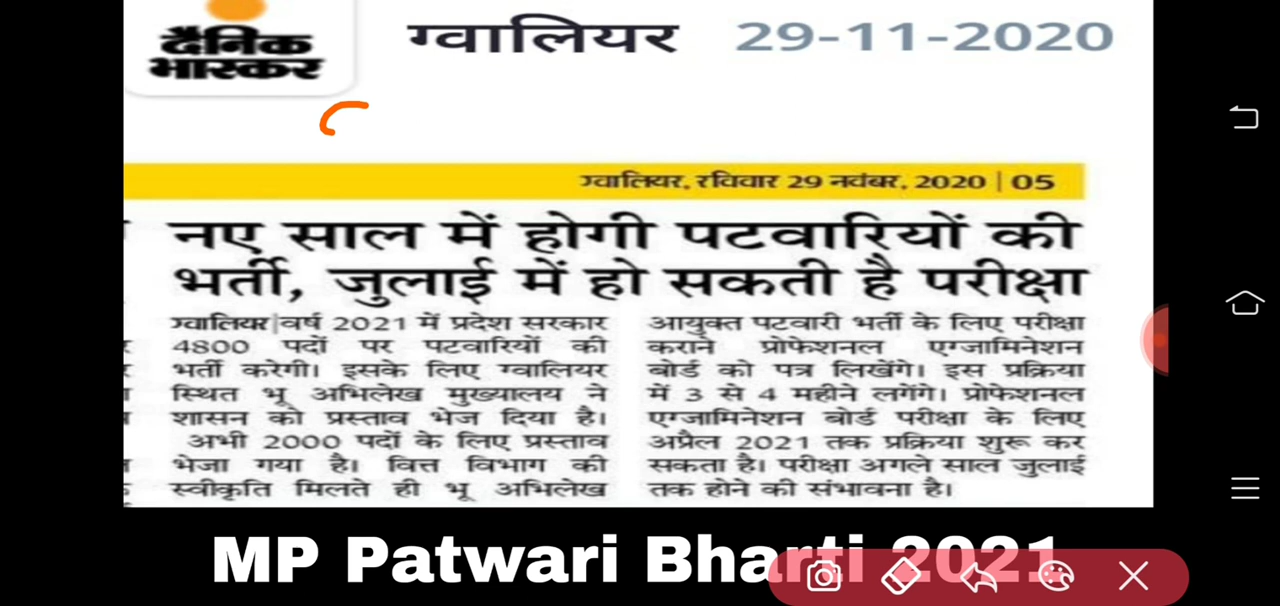 दैनिक
भास्कर
ग्वालियर 29-11-2020
ग्वालियर, रविवार 29 नवंबर, 2020 | 05
नए साल में होगी पटवारियों की
भर्ती, जुलाई में हो सकती है परीक्षा
ग्वालियर|वर्ष 2021 में प्रदेश सरकार
4800 पदों पर पटवारियों की
भर्ती करेगी। इसके लिए ग्वालियर
स्थित भू अभिलेख मुख्यालय ने
शासन को प्रस्ताव भेज दिया है।
अभी 2000 पदों के लिए प्रस्ताव
भेजा गया है। वित्त विभाग की
स्वीकृति मिलते ही भू अभिलेख
आयुक्त पटवारी भर्ती के लिए परीक्षा
कराने प्रोफेशनल एग्जामिनेशन
बोर्ड को पत्र लिखेंगे। इस प्रक्रिया
में 3 से 4 महीने लगेंगे। प्रोफेशनल
एग्जामिनेशन बोर्ड परीक्षा के लिए
अप्रैल 2021 तक प्रक्रिया शुरू कर
सकता है। परीक्षा अगले साल जुलाई
तक होने की संभावना है।
MP Patwari Bharti 2021